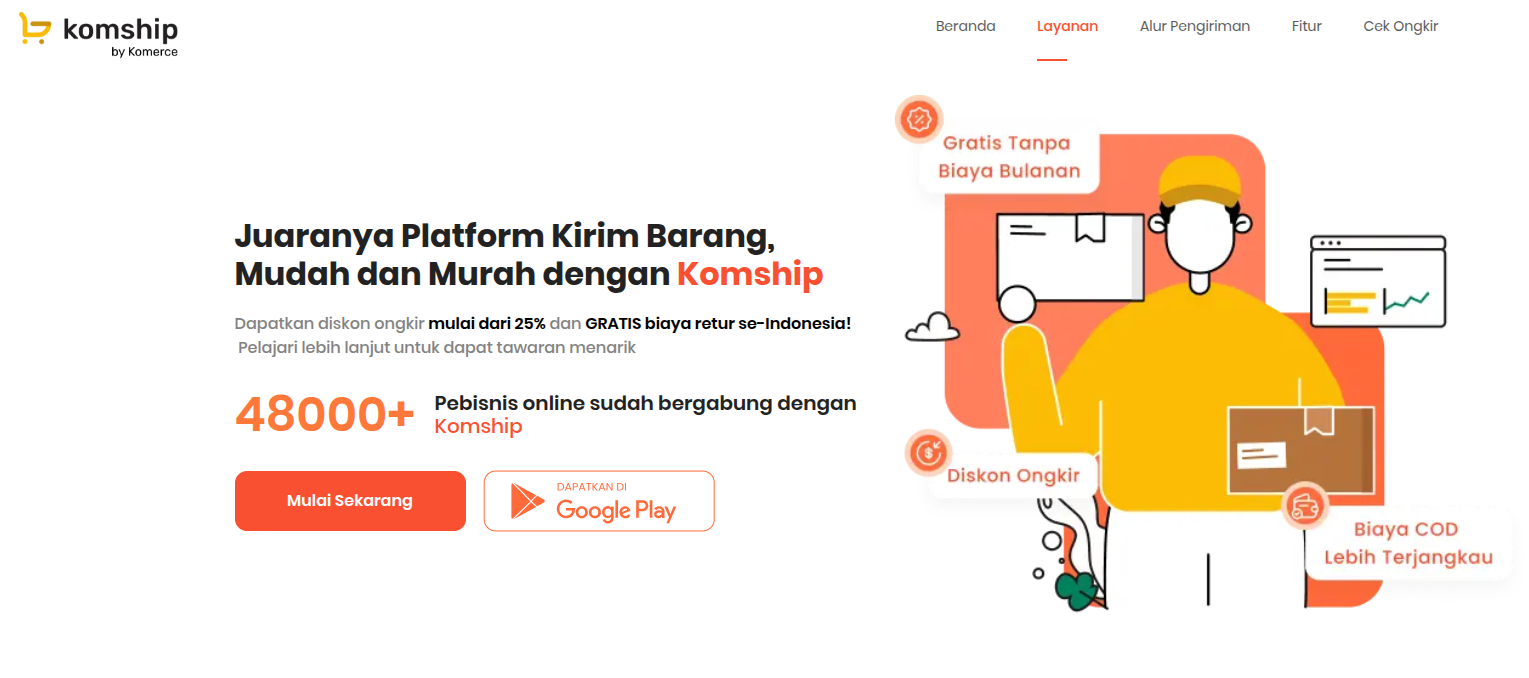 komship
by Komerce
Beranda
Layanan
Alur Pengiriman
Fitur
Cek Ongkir
Juaranya Platform Kirim Barang,
Mudah dan Murah dengan Komship
Dapatkan diskon ongkir mulai dari 25% dan GRATIS biaya retur se-Indonesia!
Pelajari lebih lanjut untuk dapat tawaran menarik
48000+
Pebisnis online sudah bergabung dengan
Komship
Mulai Sekarang
DAPATKAN DI
Google Play
Gratis Tanpa
Biaya Bulanan
Diskon Ongkir
Biaya COD
Lebih Terjangkau